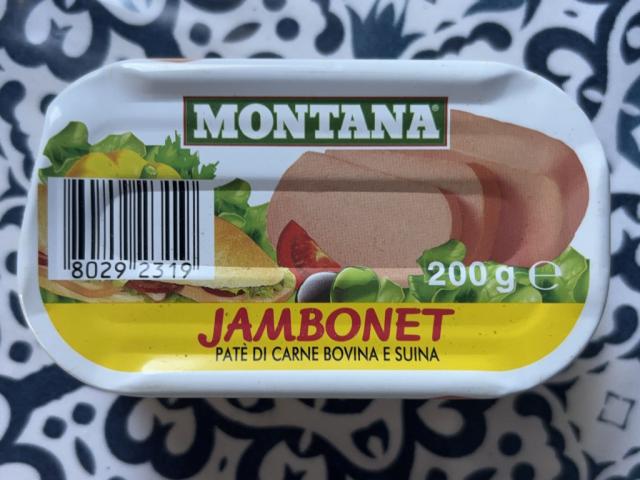 MONTANA®
8029 2319
200 g ℮
JAMBONET
PATÈ DI CARNE BOVINA E SUINA